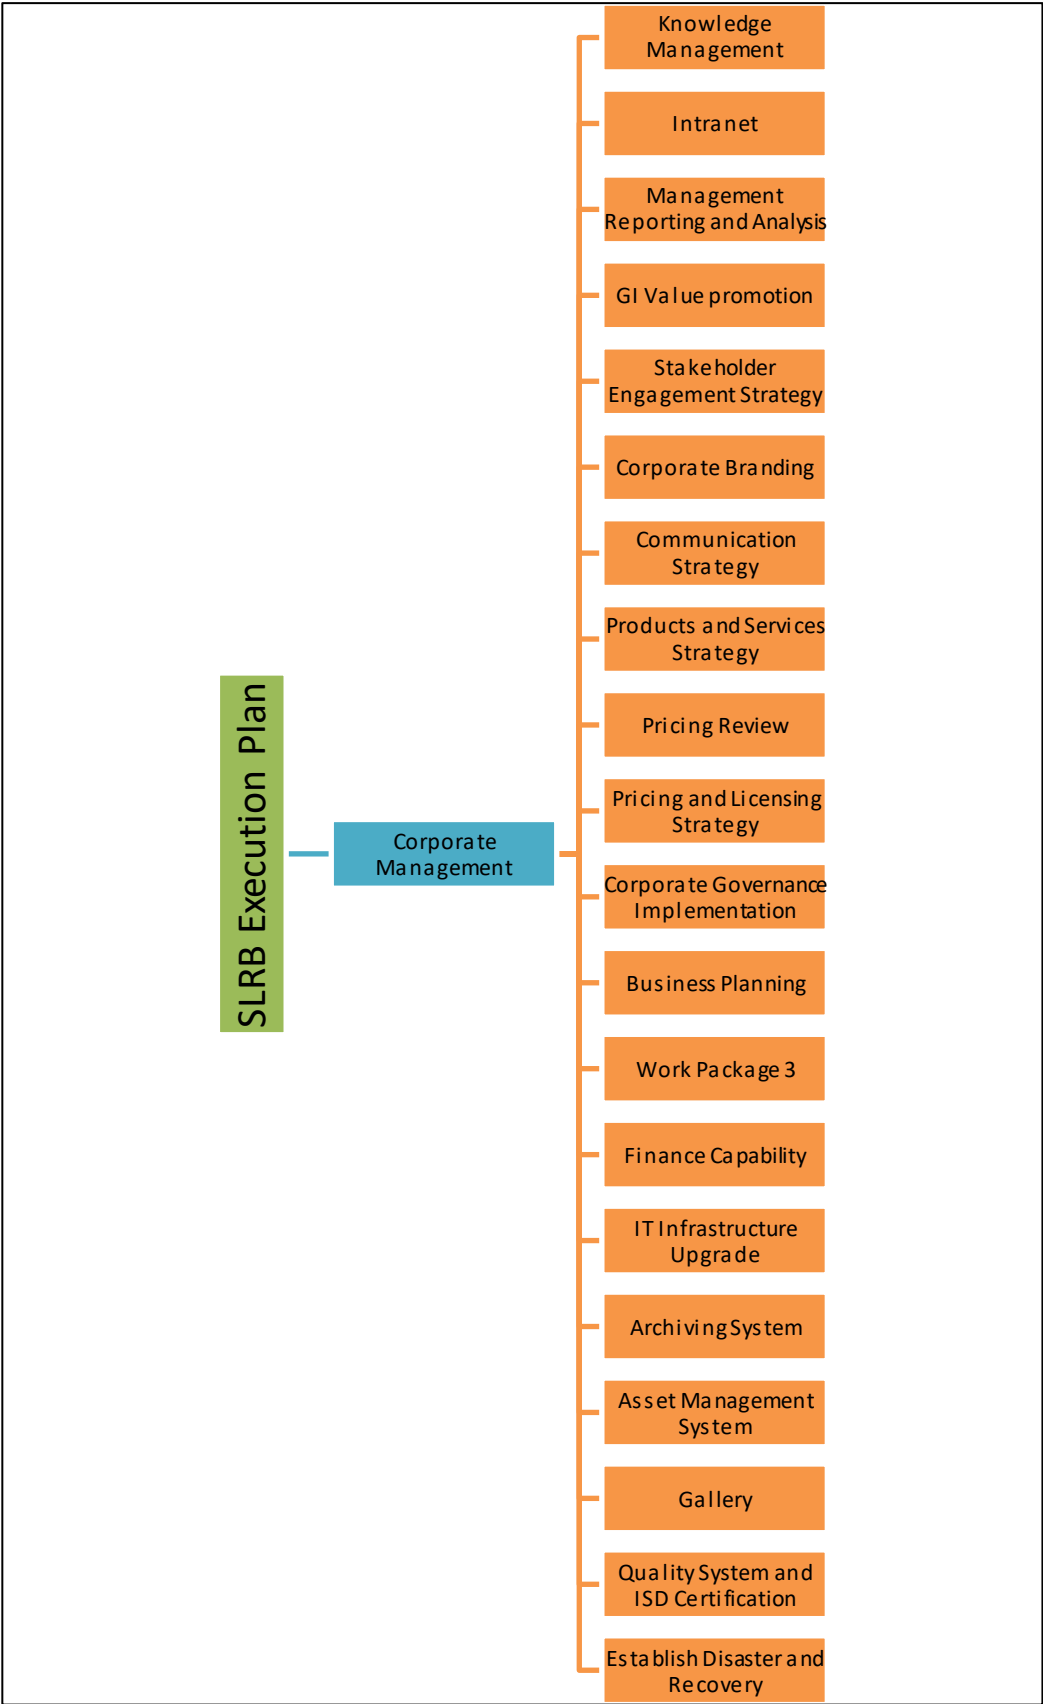 Knowledge
Management
Intranet
Management
Reporting and Analysis
GI Value promotion
Stakeholder
Engagement Strategy
Corporate Branding
Communication
Strategy
Products and Services
Strategy
Pricing Review
Pricing and Licensing
Strategy
SLRB Execution Plan
Corporate
Management
Corporate Governance
Implementation
Business Planning
Work Package 3
Finance Capability
IT Infrastructure
Upgrade
Archiving System
Asset Management
System
Gallery
Quality System and
ISD Certification
Establish Disaster and
Recovery